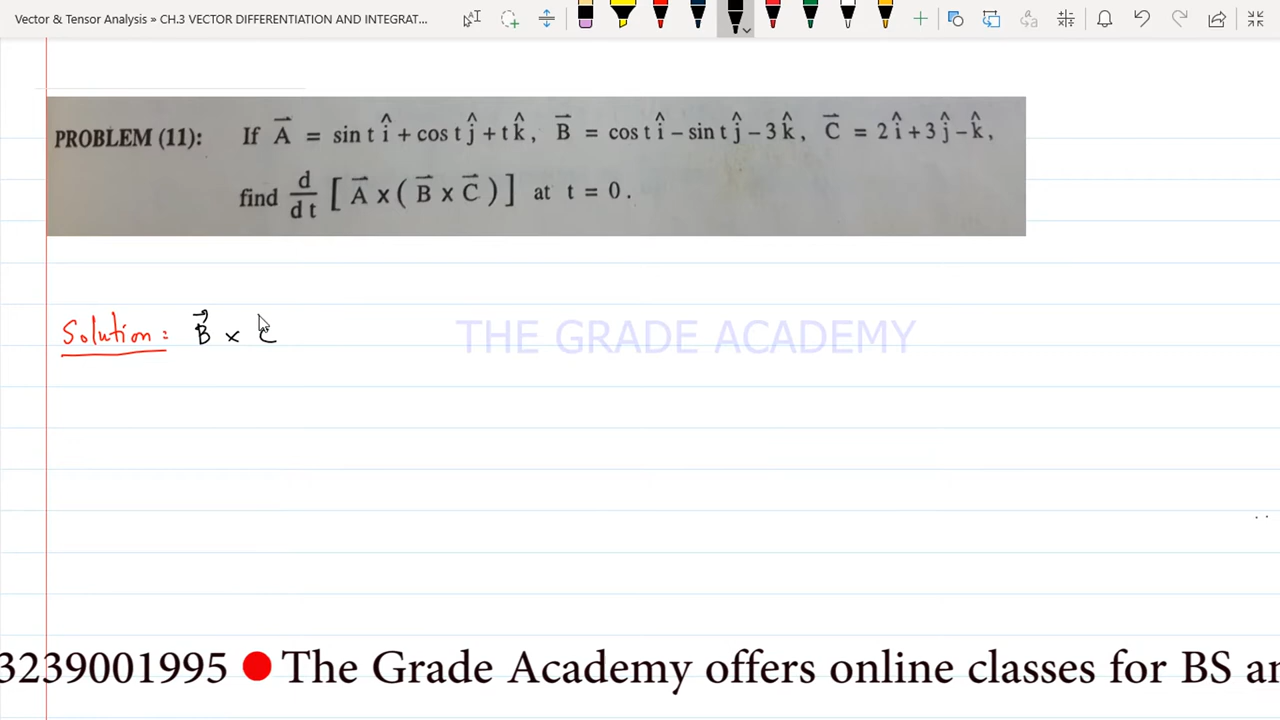 Vector & Tensor Analysis » CH.3 VECTOR DIFFERENTIATION AND INTEGRAT...
PROBLEM (11): If A⃗ = sin t î + cos t ĵ + t k̂, B⃗ = cos t î − sin t ĵ − 3 k̂, C⃗ = 2 î + 3 ĵ − k̂,
find d/dt [ A⃗ × ( B⃗ × C⃗ ) ] at t = 0.
Solution: B⃗ × C
THE GRADE ACADEMY
3239001995 ● The Grade Academy offers online classes for BS an